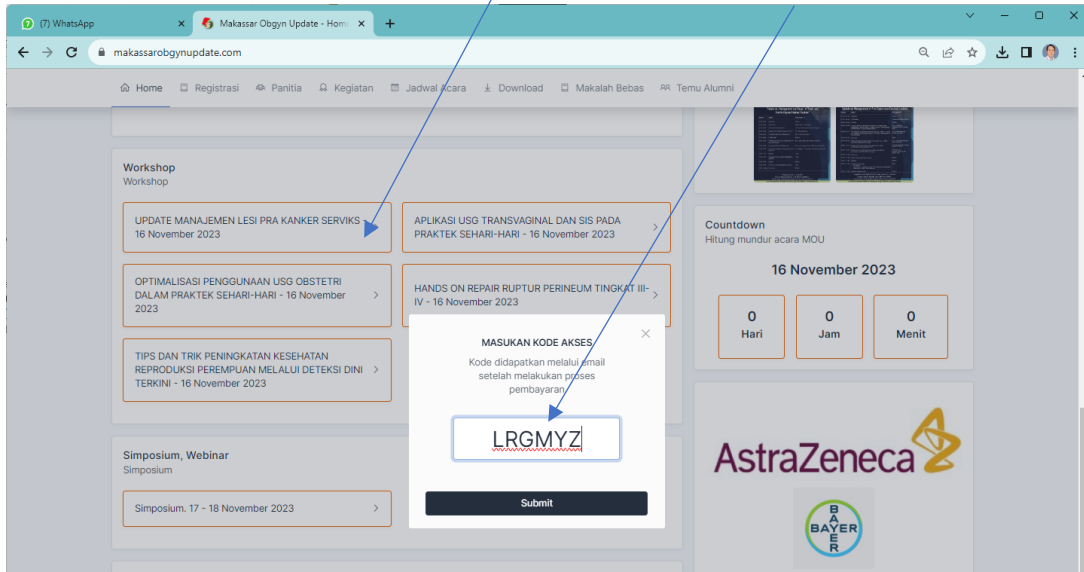 (7) WhatsApp
Makassar Obgyn Update - Hom
makassarobgynupdate.com
Home
Registrasi
Panitia
Kegiatan
Jadwal Acara
Download
Makalah Bebas
Temu Alumni
Workshop
Workshop
UPDATE MANAJEMEN LESI PRA KANKER SERVIKS -
16 November 2023
APLIKASI USG TRANSVAGINAL DAN SIS PADA
PRAKTEK SEHARI-HARI - 16 November 2023
OPTIMALISASI PENGGUNAAN USG OBSTETRI
DALAM PRAKTEK SEHARI-HARI - 16 November
2023
HANDS ON REPAIR RUPTUR PERINEUM TINGKAT III-
IV - 16 November 2023
TIPS DAN TRIK PENINGKATAN KESEHATAN
REPRODUKSI PEREMPUAN MELALUI DETEKSI DINI
TERKINI - 16 November 2023
MASUKAN KODE AKSES
Kode didapatkan melalui email
setelah melakukan proses
pembayaran
LRGMYZ
Submit
Simposium, Webinar
Simposium
Simposium. 17 - 18 November 2023
Countdown
Hitung mundur acara MOU
16 November 2023
0
Hari
0
Jam
0
Menit
AstraZeneca
BAYER
BAYER